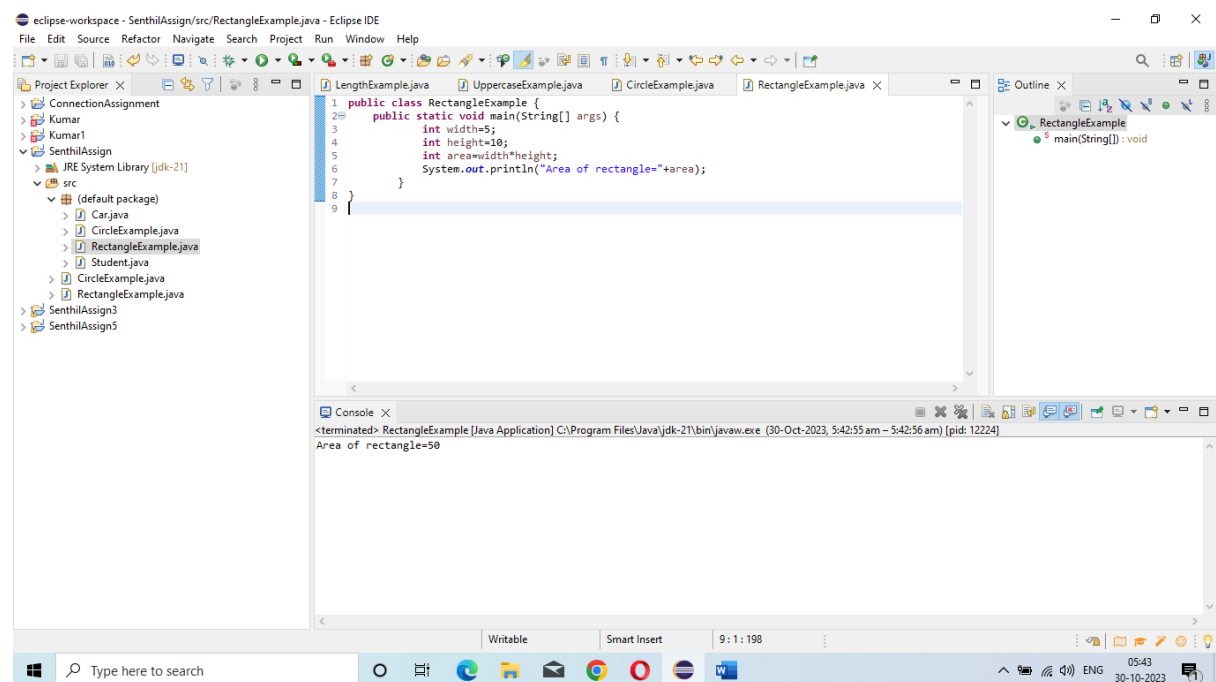 eclipse-workspace - SenthilAssign/src/RectangleExample.java - Eclipse IDE
File Edit Source Refactor Navigate Search Project Run Window Help
Project Explorer
ConnectionAssignment
Kumar
Kumar1
SenthilAssign
JRE System Library [jdk-21]
src
(default package)
Car.java
CircleExample.java
RectangleExample.java
Student.java
CircleExample.java
RectangleExample.java
SenthilAssign3
SenthilAssign5
LengthExample.java UppercaseExample.java CircleExample.java RectangleExample.java
1 public class RectangleExample {
2 public static void main(String[] args) {
3 int width=5;
4 int height=10;
5 int area=width*height;
6 System.out.println("Area of rectangle="+area);
7 }
8 }
9
Outline
RectangleExample
main(String[]) : void
Console
<terminated> RectangleExample [Java Application] C:\Program Files\Java\jdk-21\bin\javaw.exe (30-Oct-2023, 5:42:55 am – 5:42:56 am) [pid: 12224]
Area of rectangle=50
Writable Smart Insert 9 : 1 : 198
Type here to search
ENG
05:43
30-10-2023